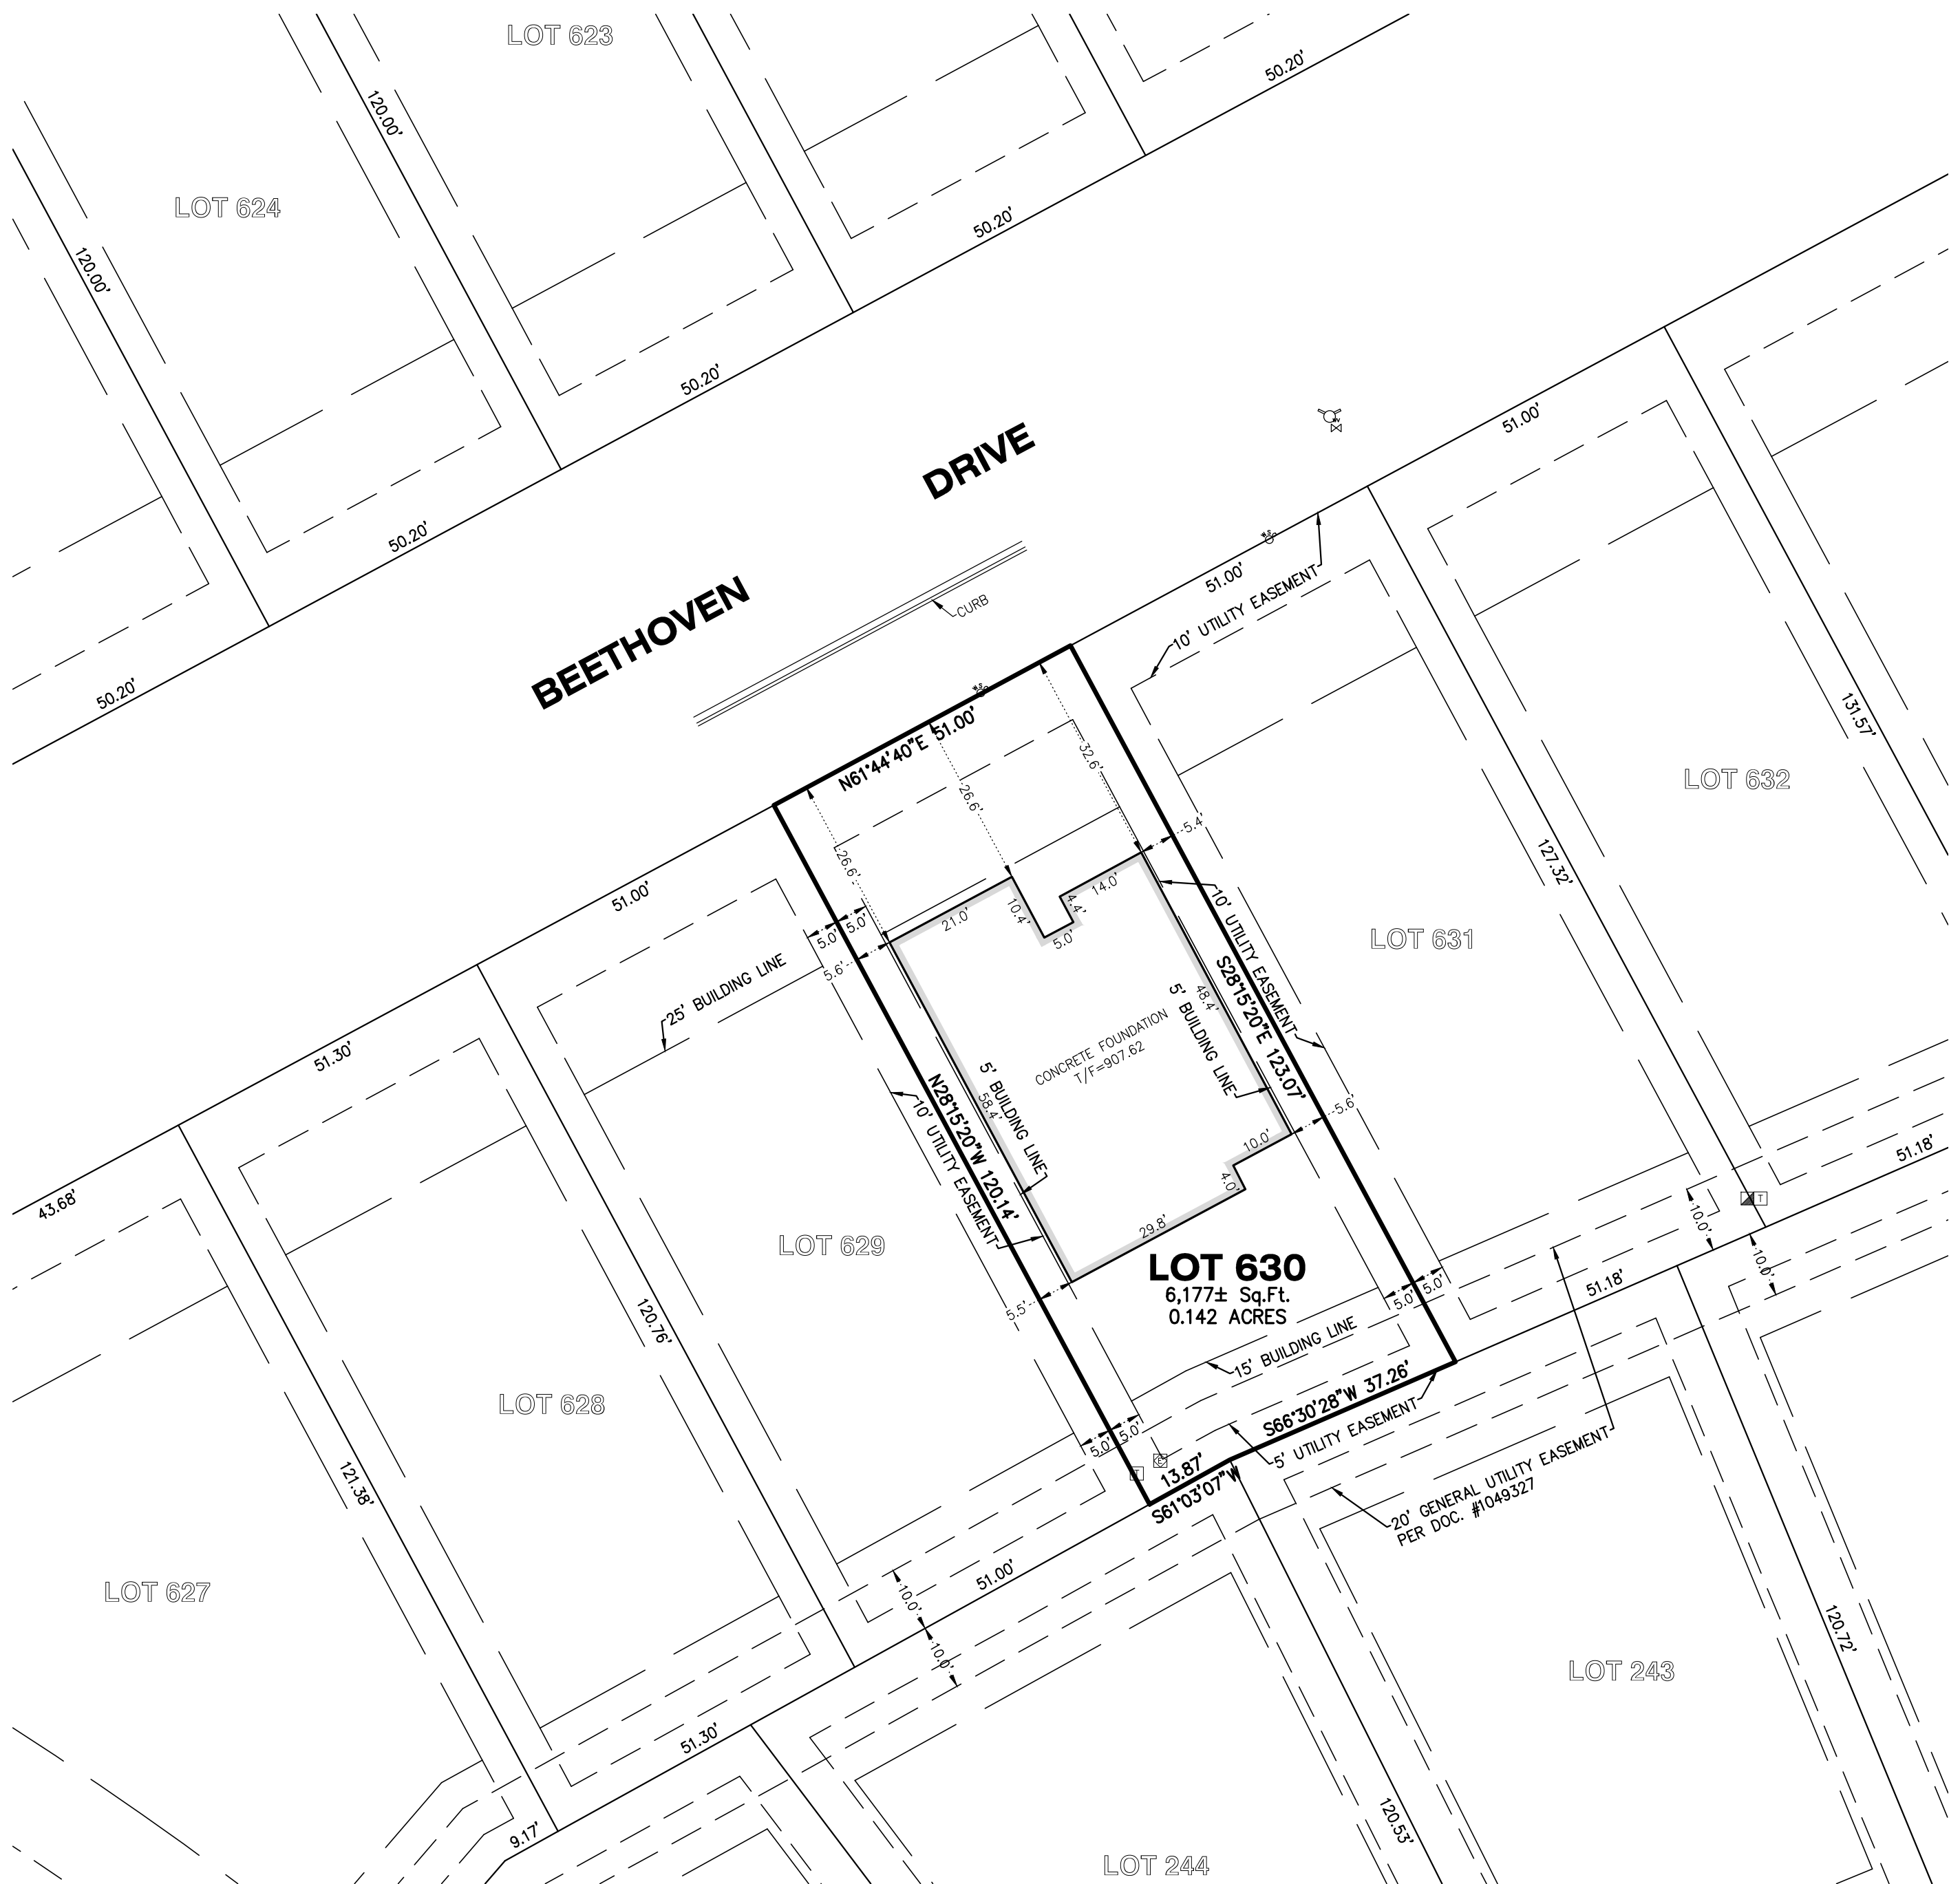 LOT 623
LOT 624
120.00'
120.00'
50.20'
50.20'
50.20'
50.20'
50.20'
BEETHOVEN
DRIVE
CURB
51.00'
51.00'
10' UTILITY EASEMENT
N61°44'40"E 51.00'
26.6'
26.6'
32.6'
5.4'
131.57'
LOT 632
127.32'
LOT 631
51.00'
51.30'
43.68'
25' BUILDING LINE
5.0'
5.0'
5.6'
21.0'
10.4'
5.0'
4.4'
14.0'
10' UTILITY EASEMENT
S28°15'20"E 123.07'
48.4'
5' BUILDING LINE
CONCRETE FOUNDATION
T/F=907.62
5' BUILDING LINE
58.4'
N28°15'20"W 120.14'
10' UTILITY EASEMENT
5.6'
10.0'
4.0'
29.8'
5.5'
LOT 630
6,177± Sq.Ft.
0.142 ACRES
5.0'
5.0'
15' BUILDING LINE
S66°30'28"W 37.26'
5' UTILITY EASEMENT
13.87'
S61°03'07"W
5.0'
5.0'
T
E
T
51.18'
51.18'
10.0'
10.0'
20' GENERAL UTILITY EASEMENT
PER DOC. #1049327
LOT 629
120.76'
LOT 628
121.38'
LOT 627
51.00'
10.0'
10.0'
51.30'
9.17'
LOT 243
120.72'
120.53'
LOT 244